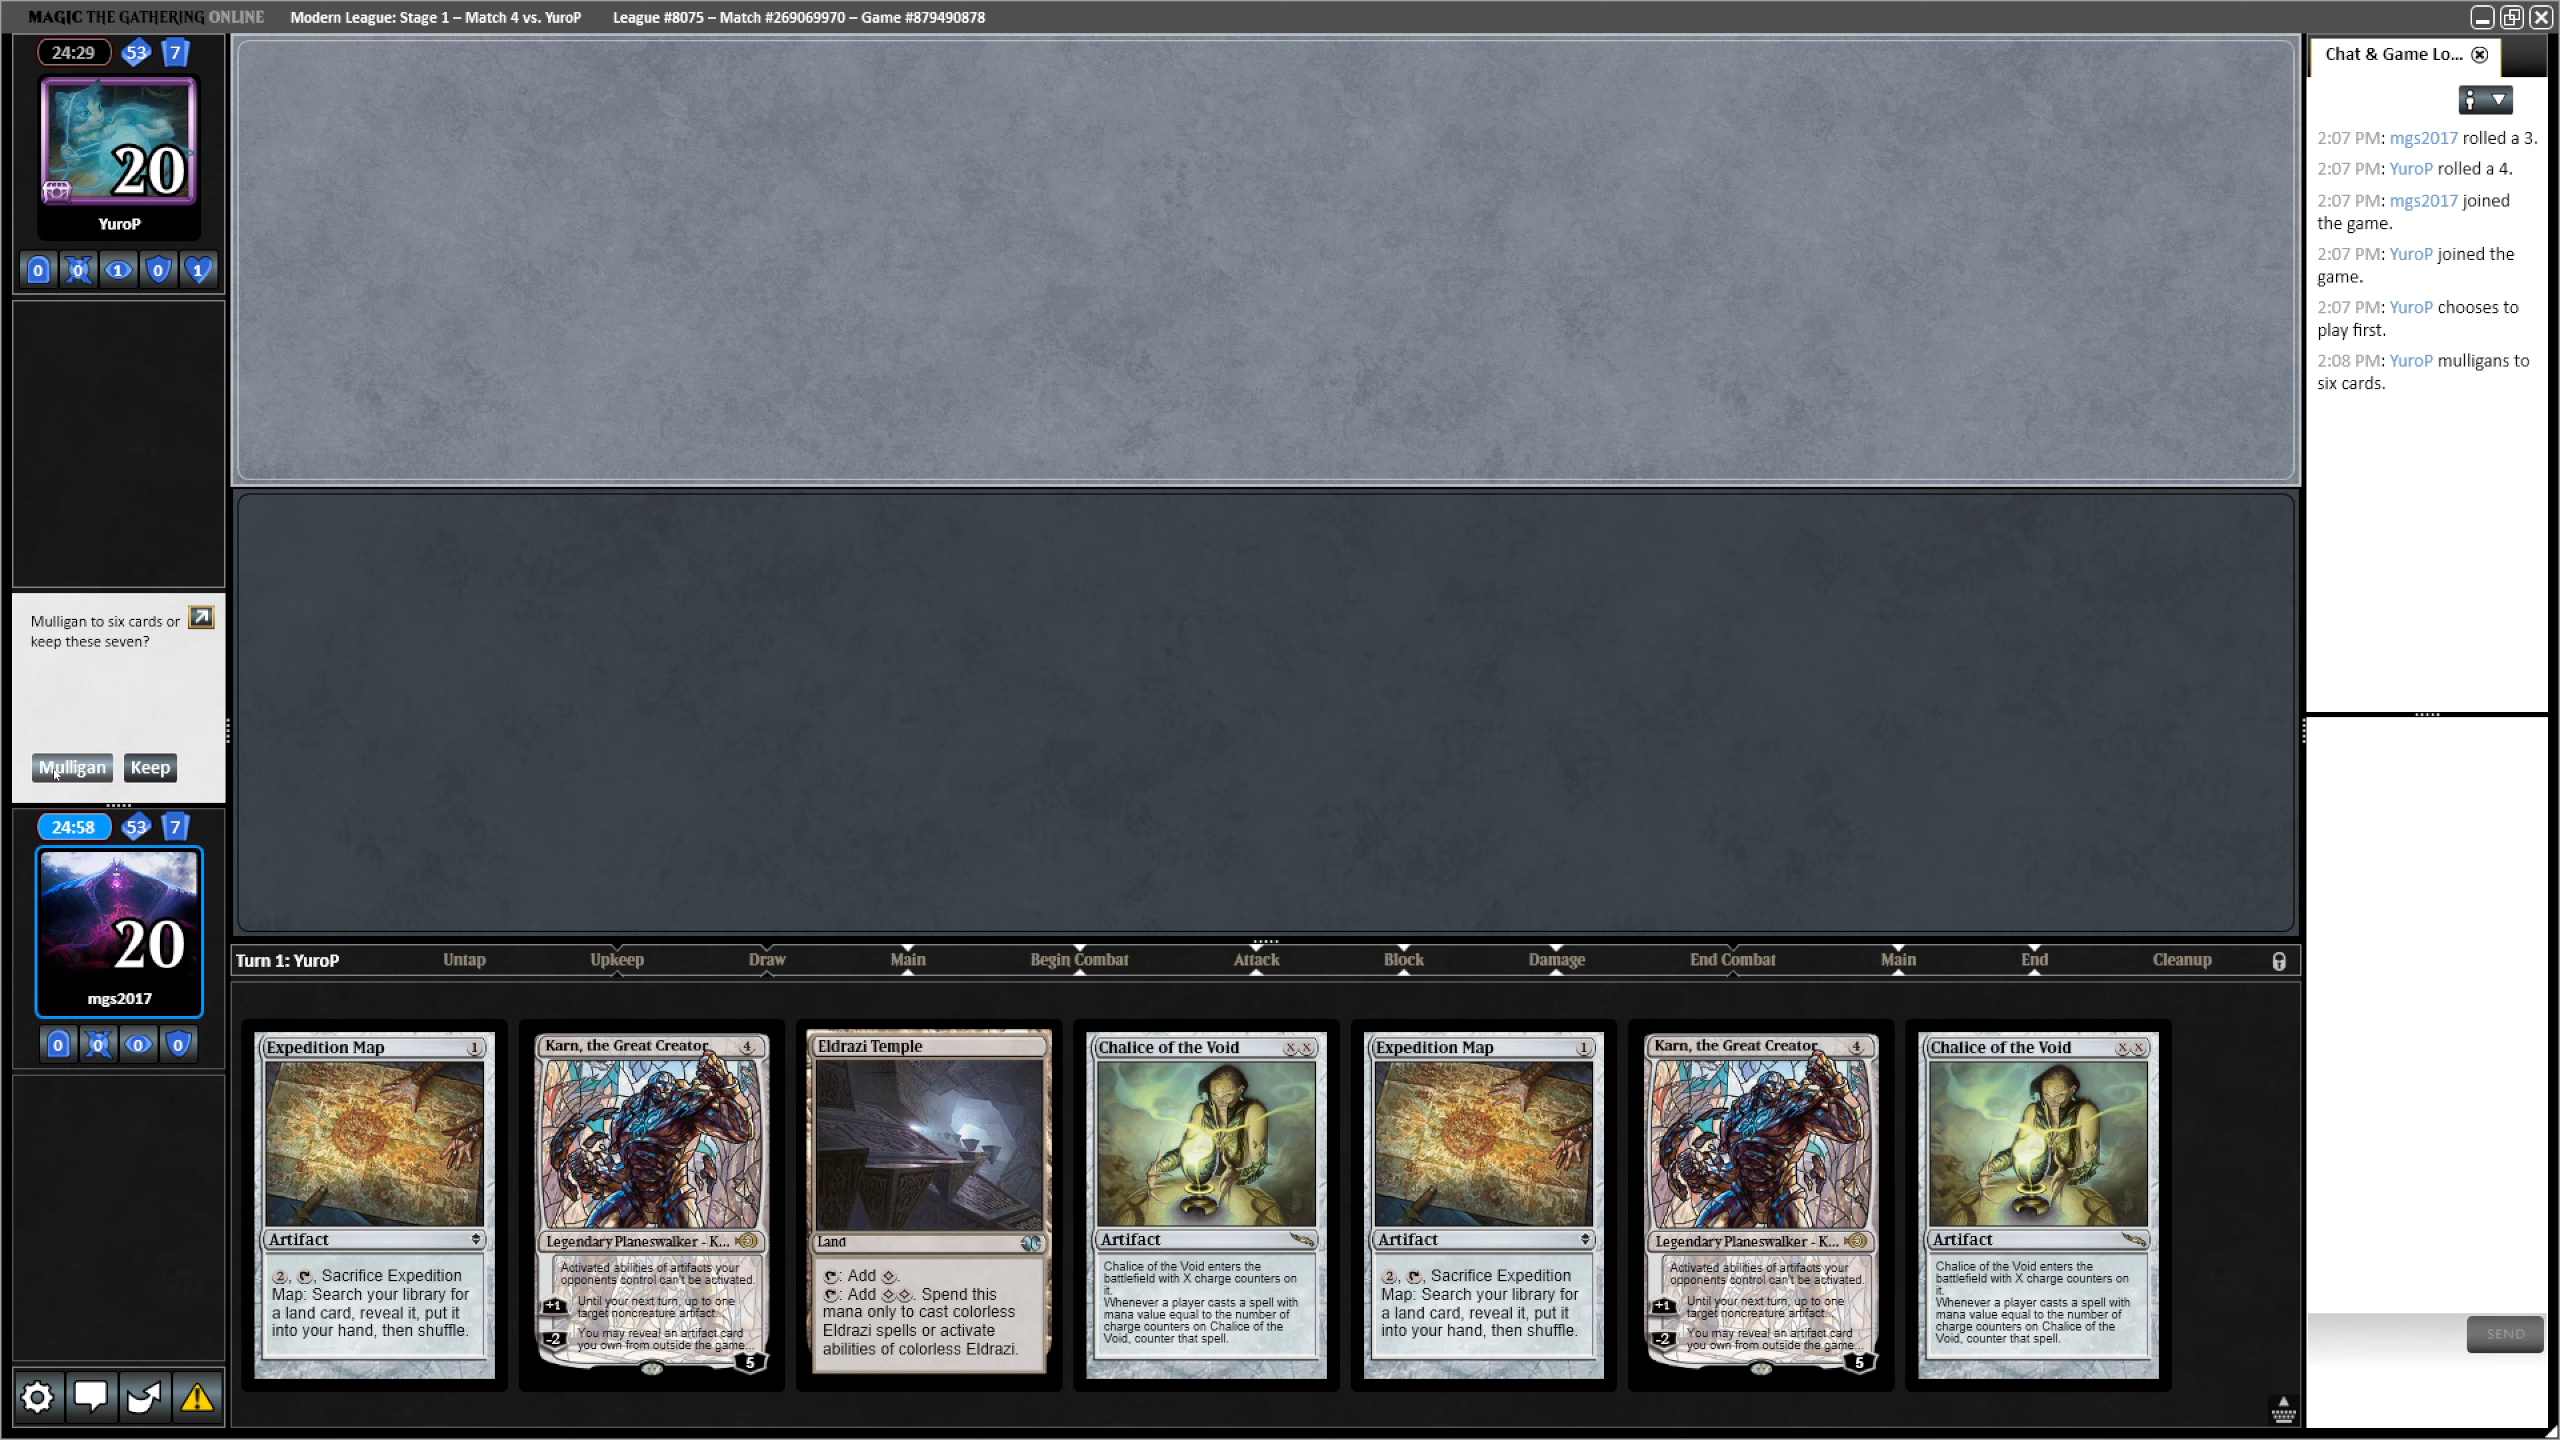 MAGIC THE GATHERING ONLINE
Modern League: Stage 1 – Match 4 vs. YuroP
League #8075 – Match #269069970 – Game #879490878
24:29
53
7
20
YuroP
0
0
1
0
1
Mulligan to six cards or
keep these seven?
Mulligan
Keep
24:58
53
7
20
mgs2017
0
0
0
0
Turn 1: YuroP
Untap
Upkeep
Draw
Main
Begin Combat
Attack
Block
Damage
End Combat
Main
End
Cleanup
Expedition Map
1
Artifact
2, , Sacrifice Expedition
Map: Search your library for
a land card, reveal it, put it
into your hand, then shuffle.
Karn, the Great Creator
4
Legendary Planeswalker - K...
Activated abilities of artifacts your
opponents control can't be activated.
+1
Until your next turn, up to one
target noncreature artifact...
-2
You may reveal an artifact card
you own from outside the game...
5
Eldrazi Temple
Land
: Add .
: Add . Spend this
mana only to cast colorless
Eldrazi spells or activate
abilities of colorless Eldrazi.
Chalice of the Void
X X
Artifact
Chalice of the Void enters the
battlefield with X charge counters on
it.
Whenever a player casts a spell with
mana value equal to the number of
charge counters on Chalice of the
Void, counter that spell.
Expedition Map
1
Artifact
2, , Sacrifice Expedition
Map: Search your library for
a land card, reveal it, put it
into your hand, then shuffle.
Karn, the Great Creator
4
Legendary Planeswalker - K...
Activated abilities of artifacts your
opponents control can't be activated.
+1
Until your next turn, up to one
target noncreature artifact...
-2
You may reveal an artifact card
you own from outside the game...
5
Chalice of the Void
X X
Artifact
Chalice of the Void enters the
battlefield with X charge counters on
it.
Whenever a player casts a spell with
mana value equal to the number of
charge counters on Chalice of the
Void, counter that spell.
Chat & Game Lo...
2:07 PM: mgs2017 rolled a 3.
2:07 PM: YuroP rolled a 4.
2:07 PM: mgs2017 joined
the game.
2:07 PM: YuroP joined the
game.
2:07 PM: YuroP chooses to
play first.
2:08 PM: YuroP mulligans to
six cards.
SEND